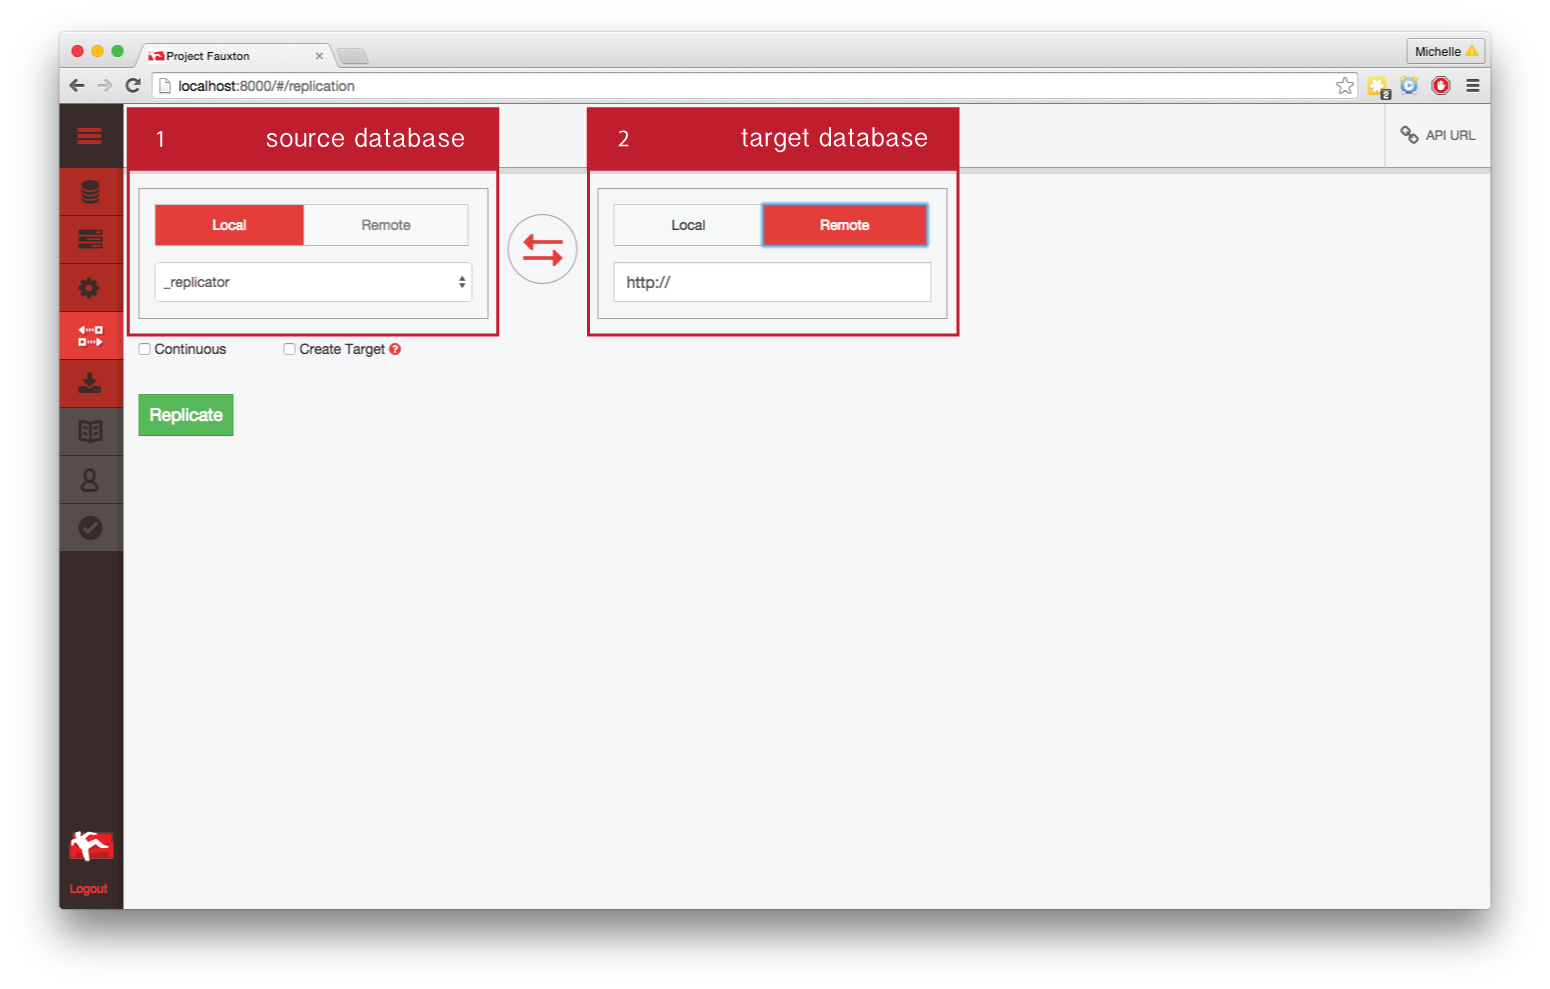 Project Fauxton
Michelle
localhost:8000/#/replication
2
1 source database
2 target database
API URL
Local Remote
Local Remote
_replicator
http://
Continuous Create Target ?
Replicate
Logout